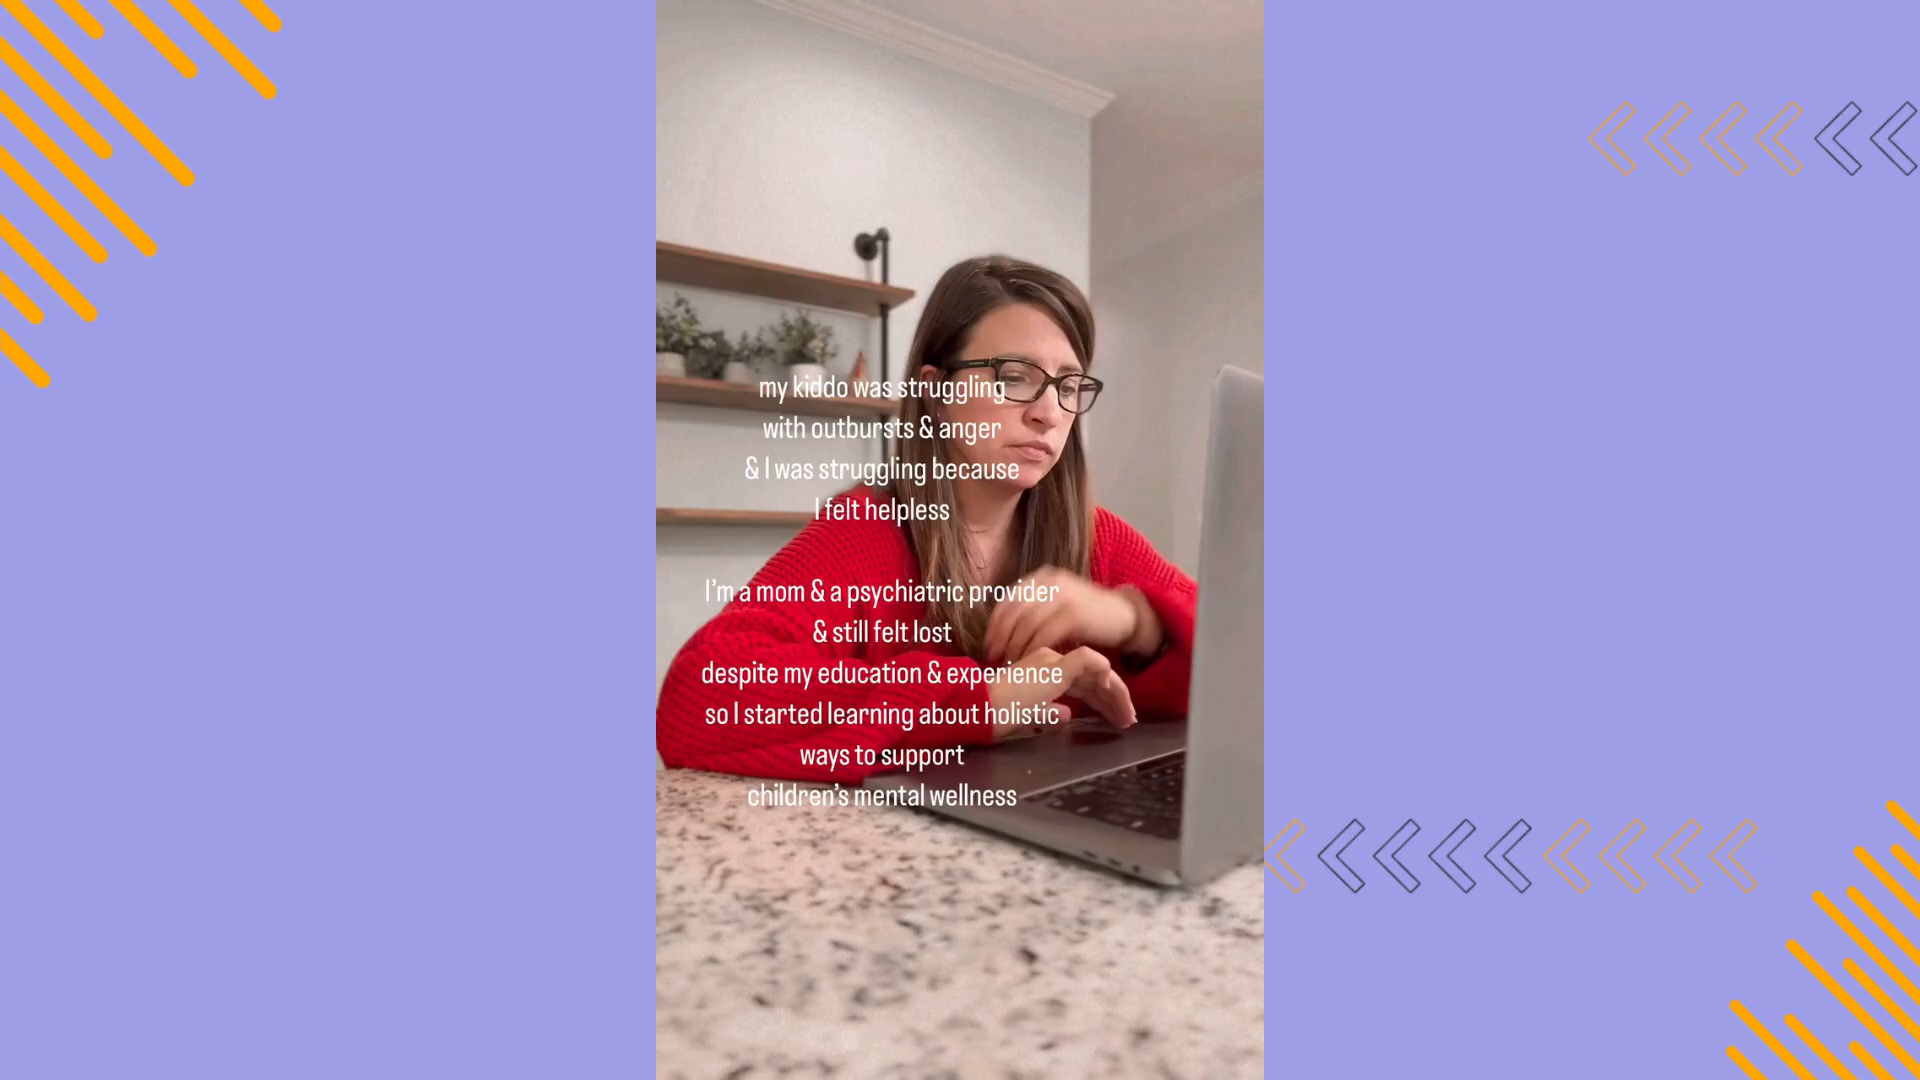 my kiddo was struggling
with outbursts & anger
& I was struggling because
I felt helpless
I'm a mom & a psychiatric provider
& still felt lost
despite my education & experience
so I started learning about holistic
ways to support
children's mental wellness